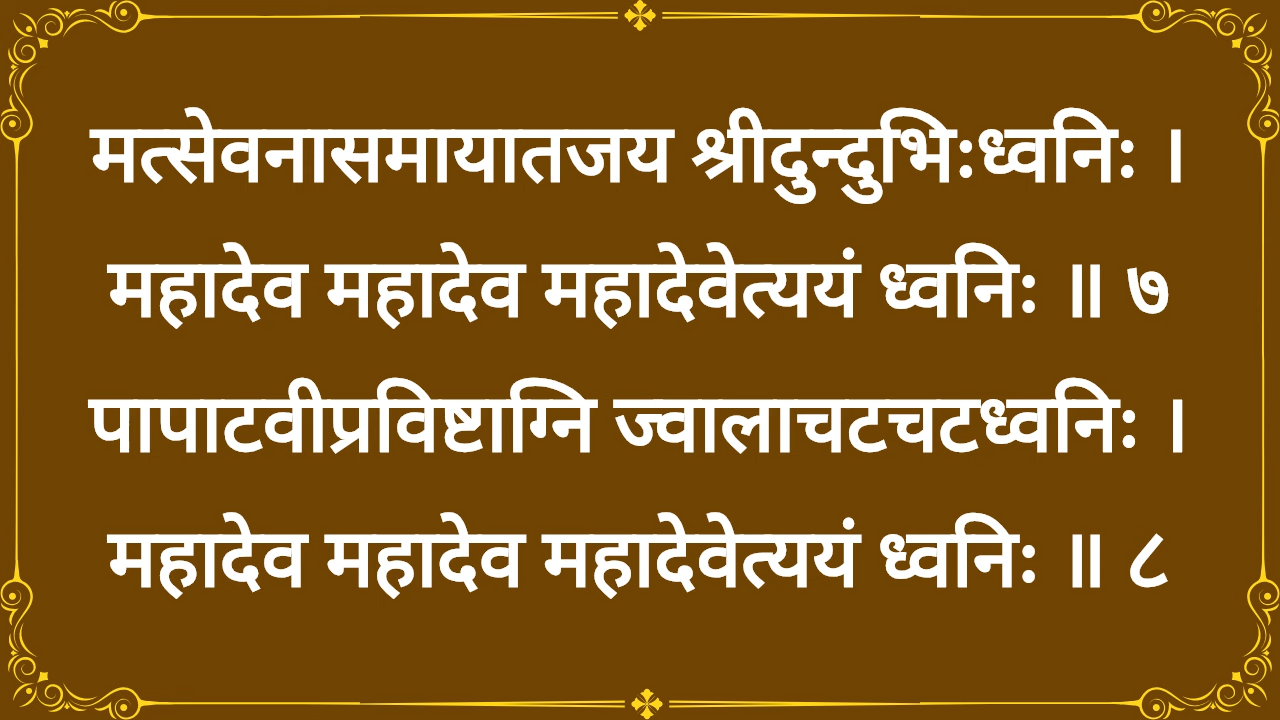 मत्सेवनासमायातजय श्रीदुन्दुभिःध्वनिः ।
महादेव महादेव महादेवेत्ययं ध्वनिः ॥ ७
पापाटवीप्रविष्टाग्नि ज्वालाचटचटध्वनिः ।
महादेव महादेव महादेवेत्ययं ध्वनिः ॥ ८